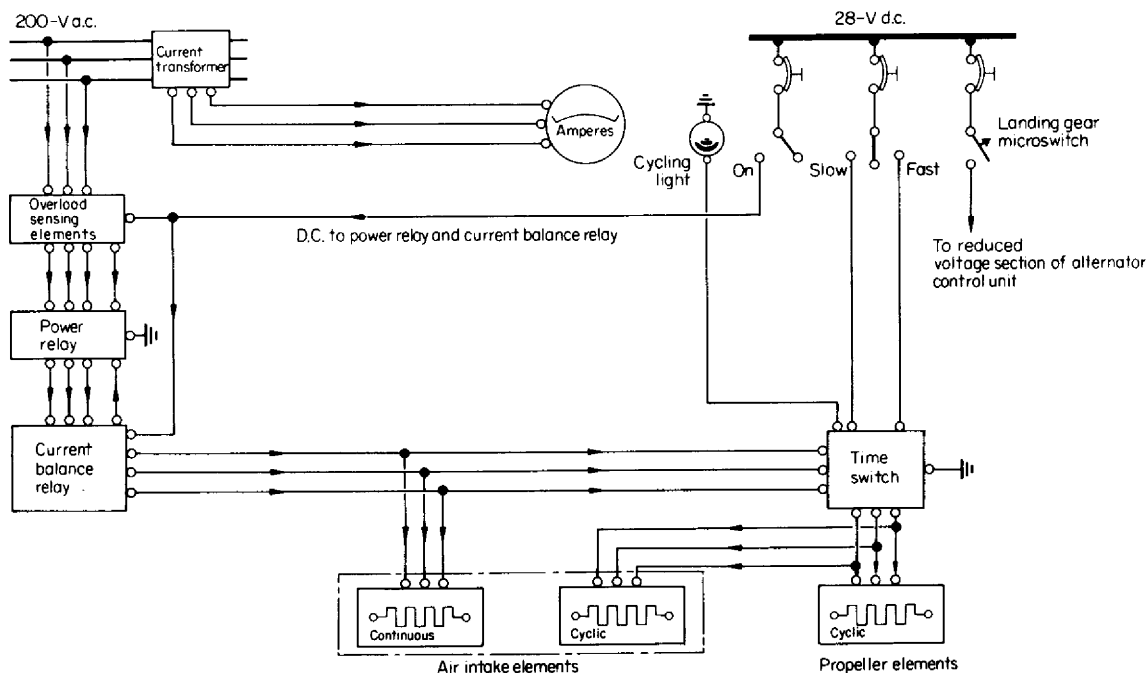 200-V a.c.
28-V d.c.
Current
transformer
Amperes
Cycling
light
On
Slow
Fast
Landing gear
microswitch
Overload
sensing
elements
D.C. to power relay and current balance relay
To reduced
voltage section of alternator
control unit
Power
relay
Current
balance
relay
Time
switch
Continuous
Cyclic
Cyclic
Air intake elements
Propeller elements